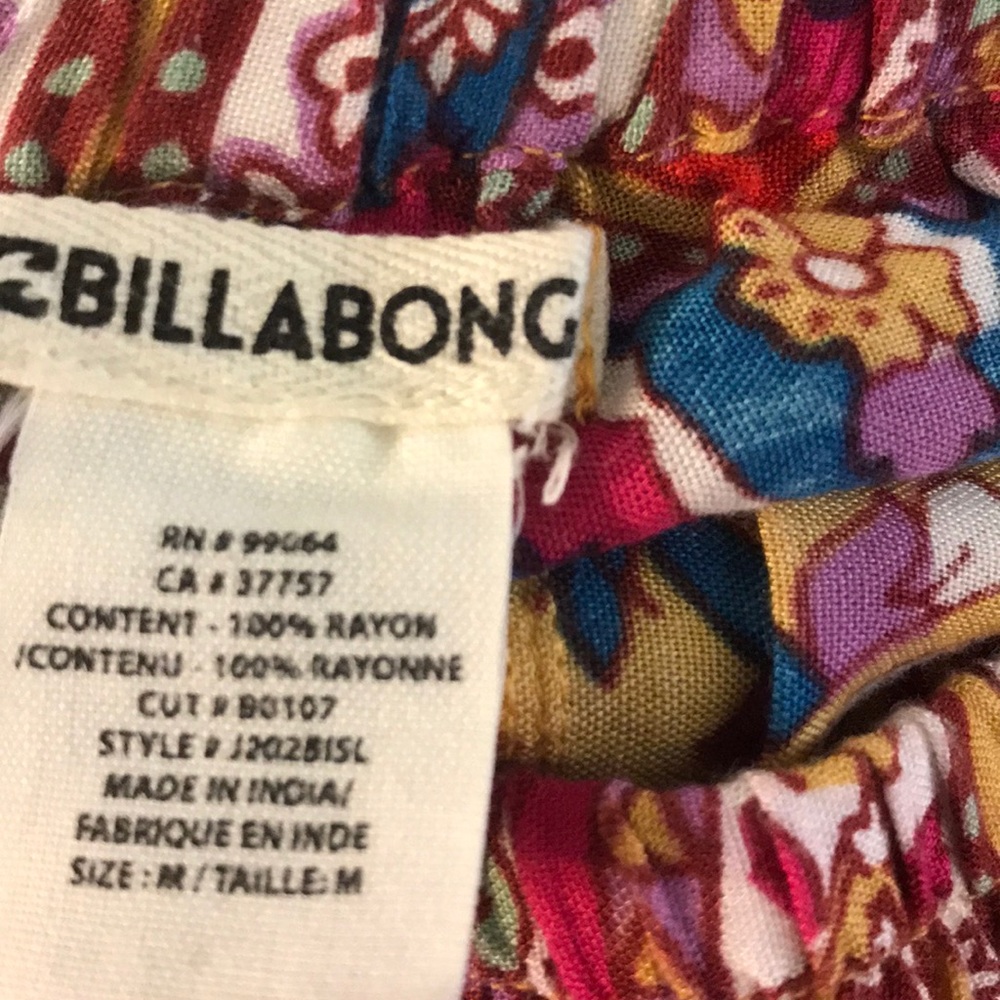 BILLABONG
RN # 99064
CA # 37757
CONTENT - 100% RAYON
/CONTENU - 100% RAYONNE
CUT # B0107
STYLE # J202BISL
MADE IN INDIA/
FABRIQUE EN INDE
SIZE : M / TAILLE: M